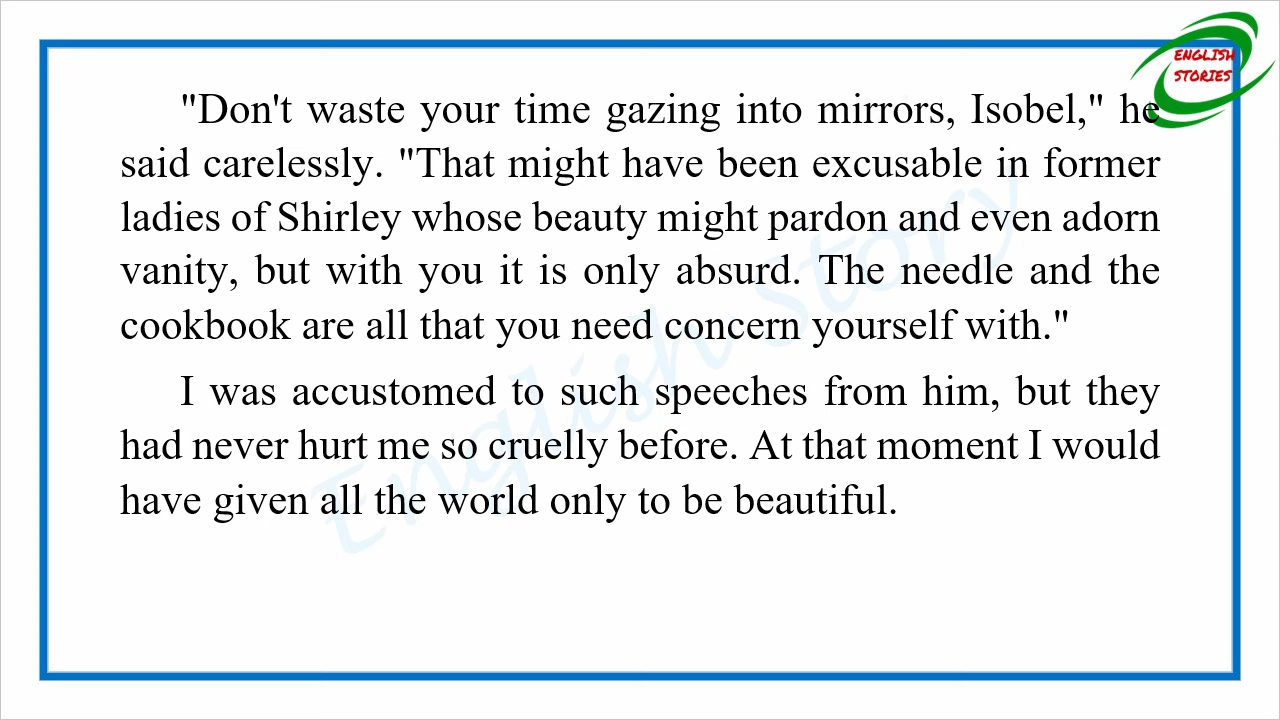 ENGLISH
STORIES
"Don't waste your time gazing into mirrors, Isobel," he
said carelessly. "That might have been excusable in former
ladies of Shirley whose beauty might pardon and even adorn
vanity, but with you it is only absurd. The needle and the
cookbook are all that you need concern yourself with."
I was accustomed to such speeches from him, but they
had never hurt me so cruelly before. At that moment I would
have given all the world only to be beautiful.
English Story